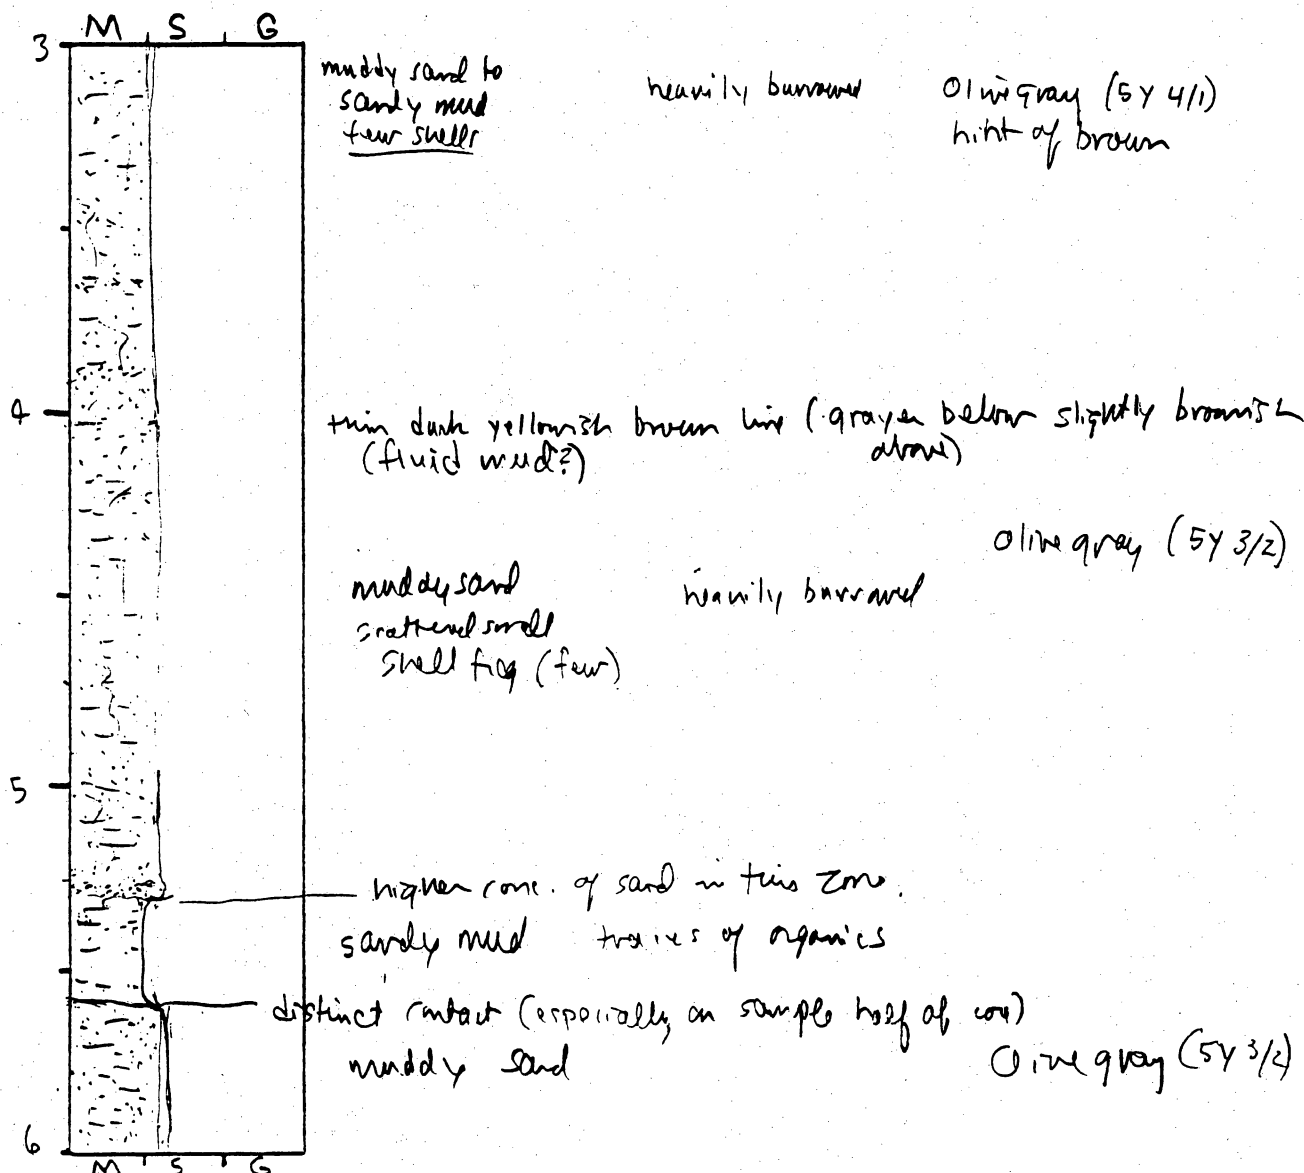 M S G
3
muddy sand to heavily burrowed Olive gray (5Y 4/1)
sandy mud hint of brown
few shells
4
thin dark yellowish brown line (grayer below slightly brownish
(fluid mud?) above)
Olive gray (5Y 3/2)
muddy sand heavily burrowed
scattered small
shell frag (few)
5
higher conc. of sand in this zone.
sandy mud traces of organics
distinct contact (especially on sample half of core)
muddy sand Olive gray (5Y 3/2)
6
M S G